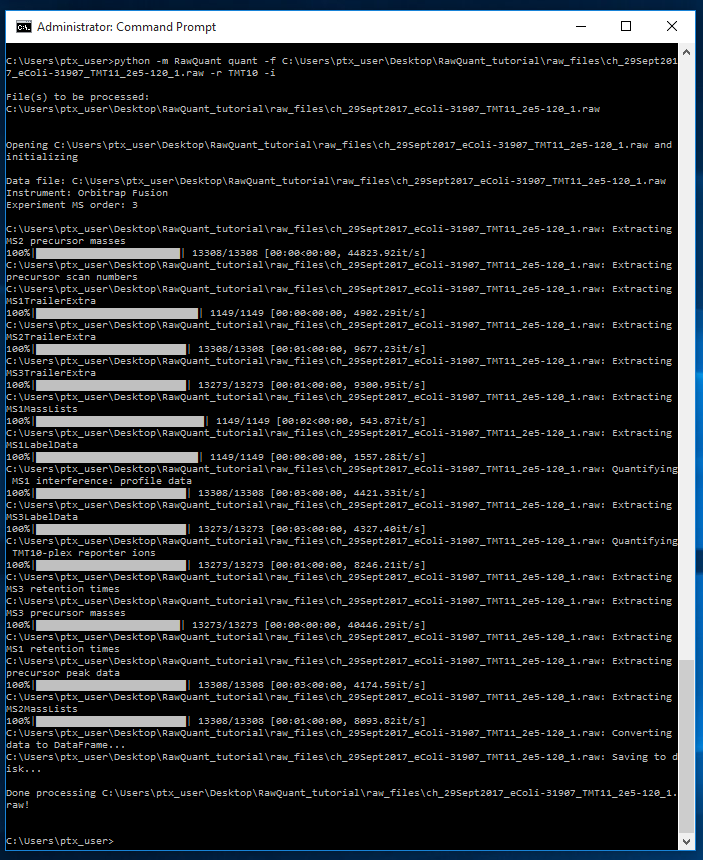 Administrator: Command Prompt
C:\Users\ptx_user>python -m RawQuant quant -f C:\Users\ptx_user\Desktop\RawQuant_tutorial\raw_files\ch_29Sept201
7_eColi-31907_TMT11_2e5-120_1.raw -r TMT10 -i
File(s) to be processed:
C:\Users\ptx_user\Desktop\RawQuant_tutorial\raw_files\ch_29Sept2017_eColi-31907_TMT11_2e5-120_1.raw
Opening C:\Users\ptx_user\Desktop\RawQuant_tutorial\raw_files\ch_29Sept2017_eColi-31907_TMT11_2e5-120_1.raw and
initializing
Data file: C:\Users\ptx_user\Desktop\RawQuant_tutorial\raw_files\ch_29Sept2017_eColi-31907_TMT11_2e5-120_1.raw
Instrument: Orbitrap Fusion
Experiment MS order: 3
C:\Users\ptx_user\Desktop\RawQuant_tutorial\raw_files\ch_29Sept2017_eColi-31907_TMT11_2e5-120_1.raw: Extracting
MS2 precursor masses
100%| | 13308/13308 [00:00<00:00, 44823.92it/s]
C:\Users\ptx_user\Desktop\RawQuant_tutorial\raw_files\ch_29Sept2017_eColi-31907_TMT11_2e5-120_1.raw: Extracting
precursor scan numbers
C:\Users\ptx_user\Desktop\RawQuant_tutorial\raw_files\ch_29Sept2017_eColi-31907_TMT11_2e5-120_1.raw: Extracting
MS1TrailerExtra
100%| | 1149/1149 [00:00<00:00, 4902.29it/s]
C:\Users\ptx_user\Desktop\RawQuant_tutorial\raw_files\ch_29Sept2017_eColi-31907_TMT11_2e5-120_1.raw: Extracting
MS2TrailerExtra
100%| | 13308/13308 [00:01<00:00, 9677.23it/s]
C:\Users\ptx_user\Desktop\RawQuant_tutorial\raw_files\ch_29Sept2017_eColi-31907_TMT11_2e5-120_1.raw: Extracting
MS3TrailerExtra
100%| | 13273/13273 [00:01<00:00, 9300.95it/s]
C:\Users\ptx_user\Desktop\RawQuant_tutorial\raw_files\ch_29Sept2017_eColi-31907_TMT11_2e5-120_1.raw: Extracting
MS1MassLists
100%| | 1149/1149 [00:02<00:00, 543.87it/s]
C:\Users\ptx_user\Desktop\RawQuant_tutorial\raw_files\ch_29Sept2017_eColi-31907_TMT11_2e5-120_1.raw: Extracting
MS1LabelData
100%| | 1149/1149 [00:00<00:00, 1557.28it/s]
C:\Users\ptx_user\Desktop\RawQuant_tutorial\raw_files\ch_29Sept2017_eColi-31907_TMT11_2e5-120_1.raw: Quantifying
MS1 interference: profile data
100%| | 13308/13308 [00:03<00:00, 4421.33it/s]
C:\Users\ptx_user\Desktop\RawQuant_tutorial\raw_files\ch_29Sept2017_eColi-31907_TMT11_2e5-120_1.raw: Extracting
MS3LabelData
100%| | 13273/13273 [00:03<00:00, 4327.40it/s]
C:\Users\ptx_user\Desktop\RawQuant_tutorial\raw_files\ch_29Sept2017_eColi-31907_TMT11_2e5-120_1.raw: Quantifying
TMT10-plex reporter ions
100%| | 13273/13273 [00:01<00:00, 8246.21it/s]
C:\Users\ptx_user\Desktop\RawQuant_tutorial\raw_files\ch_29Sept2017_eColi-31907_TMT11_2e5-120_1.raw: Extracting
MS3 retention times
C:\Users\ptx_user\Desktop\RawQuant_tutorial\raw_files\ch_29Sept2017_eColi-31907_TMT11_2e5-120_1.raw: Extracting
MS3 precursor masses
100%| | 13273/13273 [00:00<00:00, 40446.29it/s]
C:\Users\ptx_user\Desktop\RawQuant_tutorial\raw_files\ch_29Sept2017_eColi-31907_TMT11_2e5-120_1.raw: Extracting
MS1 retention times
C:\Users\ptx_user\Desktop\RawQuant_tutorial\raw_files\ch_29Sept2017_eColi-31907_TMT11_2e5-120_1.raw: Extracting
precursor peak data
100%| | 13308/13308 [00:03<00:00, 4174.59it/s]
C:\Users\ptx_user\Desktop\RawQuant_tutorial\raw_files\ch_29Sept2017_eColi-31907_TMT11_2e5-120_1.raw: Extracting
MS2MassLists
100%| | 13308/13308 [00:01<00:00, 8093.82it/s]
C:\Users\ptx_user\Desktop\RawQuant_tutorial\raw_files\ch_29Sept2017_eColi-31907_TMT11_2e5-120_1.raw: Converting
data to DataFrame...
C:\Users\ptx_user\Desktop\RawQuant_tutorial\raw_files\ch_29Sept2017_eColi-31907_TMT11_2e5-120_1.raw: Saving to d
isk...
Done processing C:\Users\ptx_user\Desktop\RawQuant_tutorial\raw_files\ch_29Sept2017_eColi-31907_TMT11_2e5-120_1.
raw!
C:\Users\ptx_user>